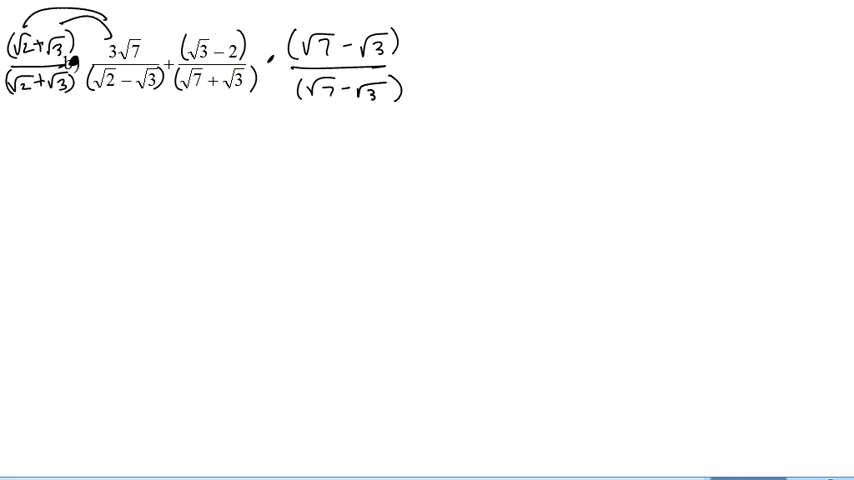 (√2+√3) 3√7 (√3 − 2) (√7 − √3)
b) + ·
(√2+√3) (√2 − √3) (√7 + √3) (√7 − √3)